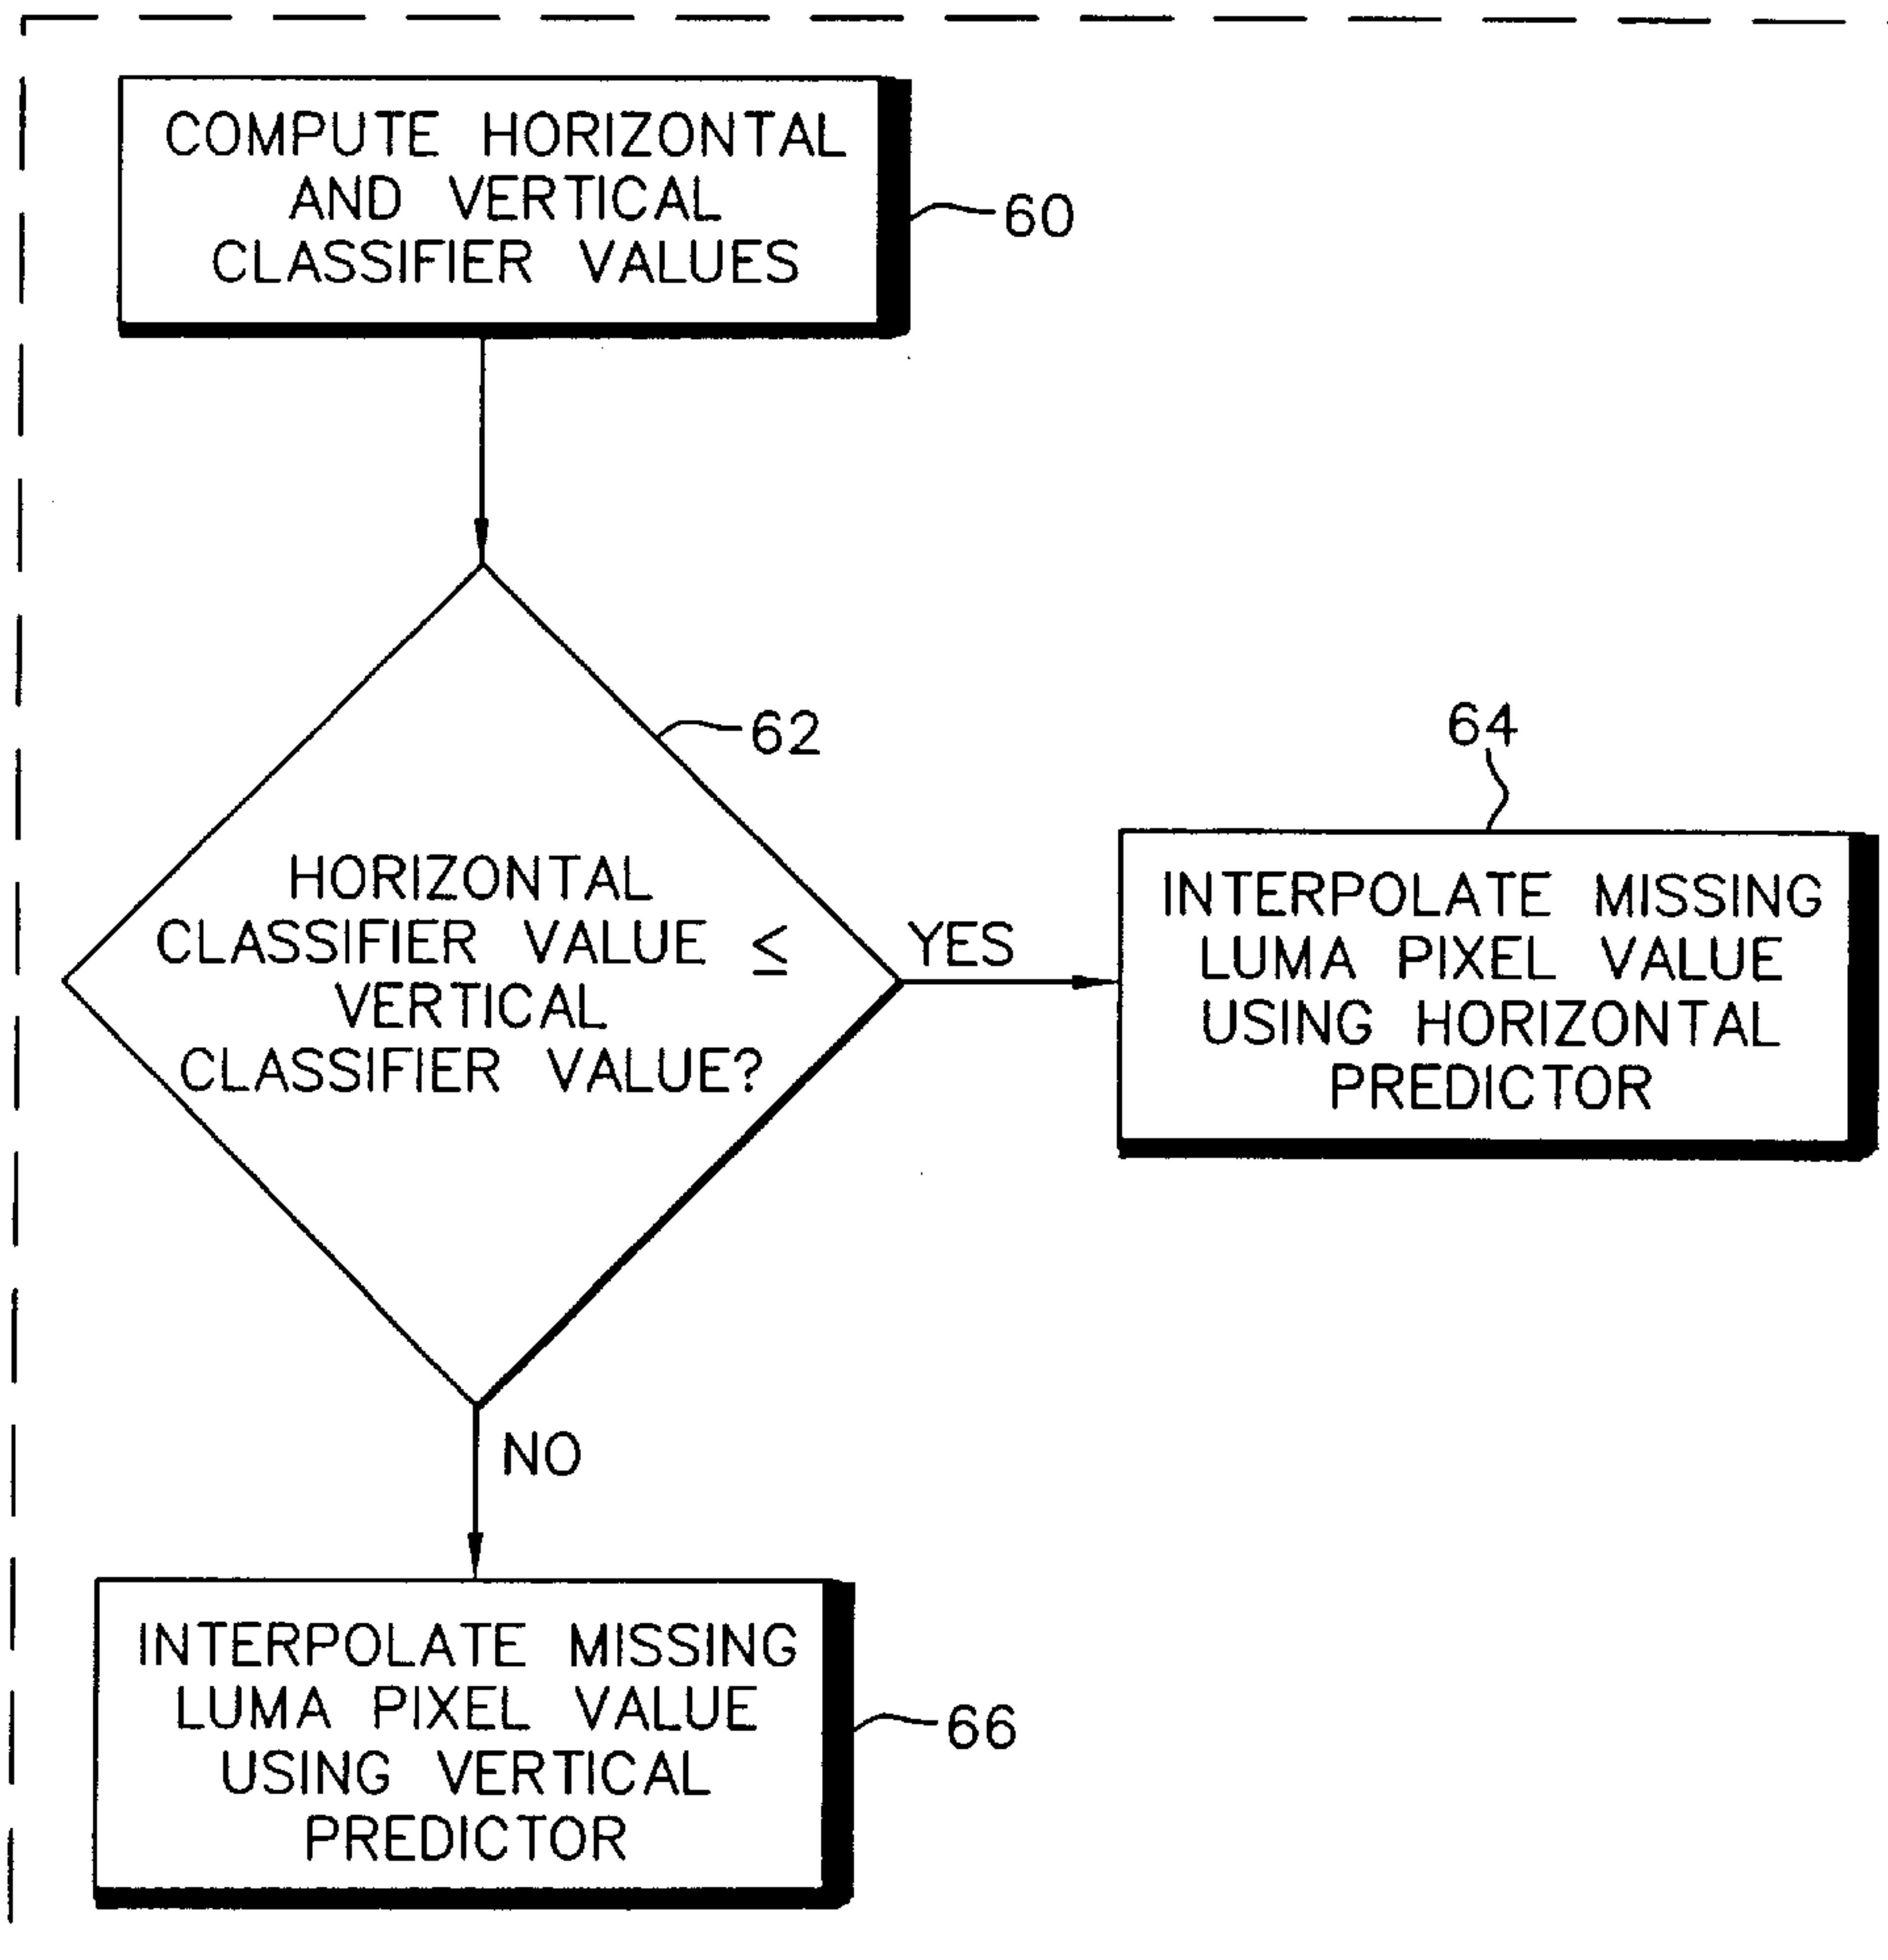 COMPUTE HORIZONTAL
AND VERTICAL
CLASSIFIER VALUES
60
62
HORIZONTAL
CLASSIFIER VALUE ≤
VERTICAL
CLASSIFIER VALUE?
YES
64
INTERPOLATE MISSING
LUMA PIXEL VALUE
USING HORIZONTAL
PREDICTOR
NO
INTERPOLATE MISSING
LUMA PIXEL VALUE
USING VERTICAL
PREDICTOR
66